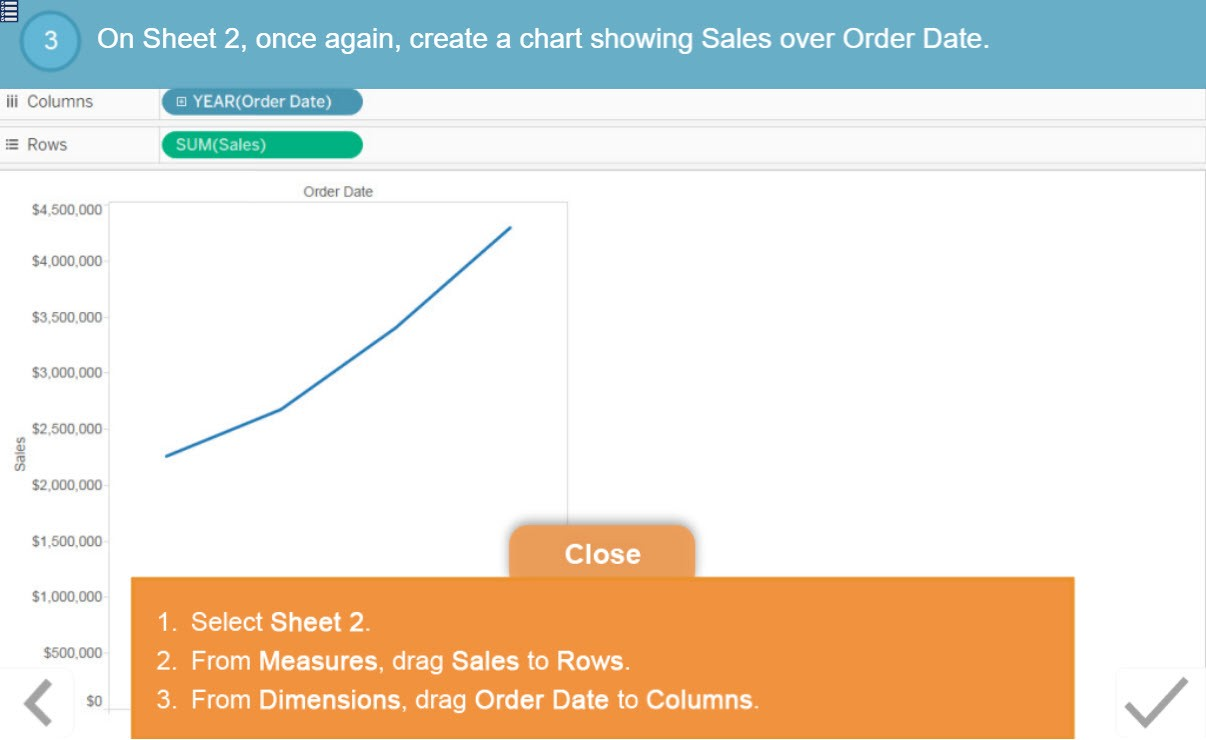 3
On Sheet 2, once again, create a chart showing Sales over Order Date.
iii Columns
YEAR(Order Date)
Rows
SUM(Sales)
Order Date
$4,500,000
$4,000,000
$3,500,000
$3,000,000
$2,500,000
Sales
$2,000,000
$1,500,000
$1,000,000
$500,000
$0
Close
1. Select Sheet 2.
2. From Measures, drag Sales to Rows.
3. From Dimensions, drag Order Date to Columns.